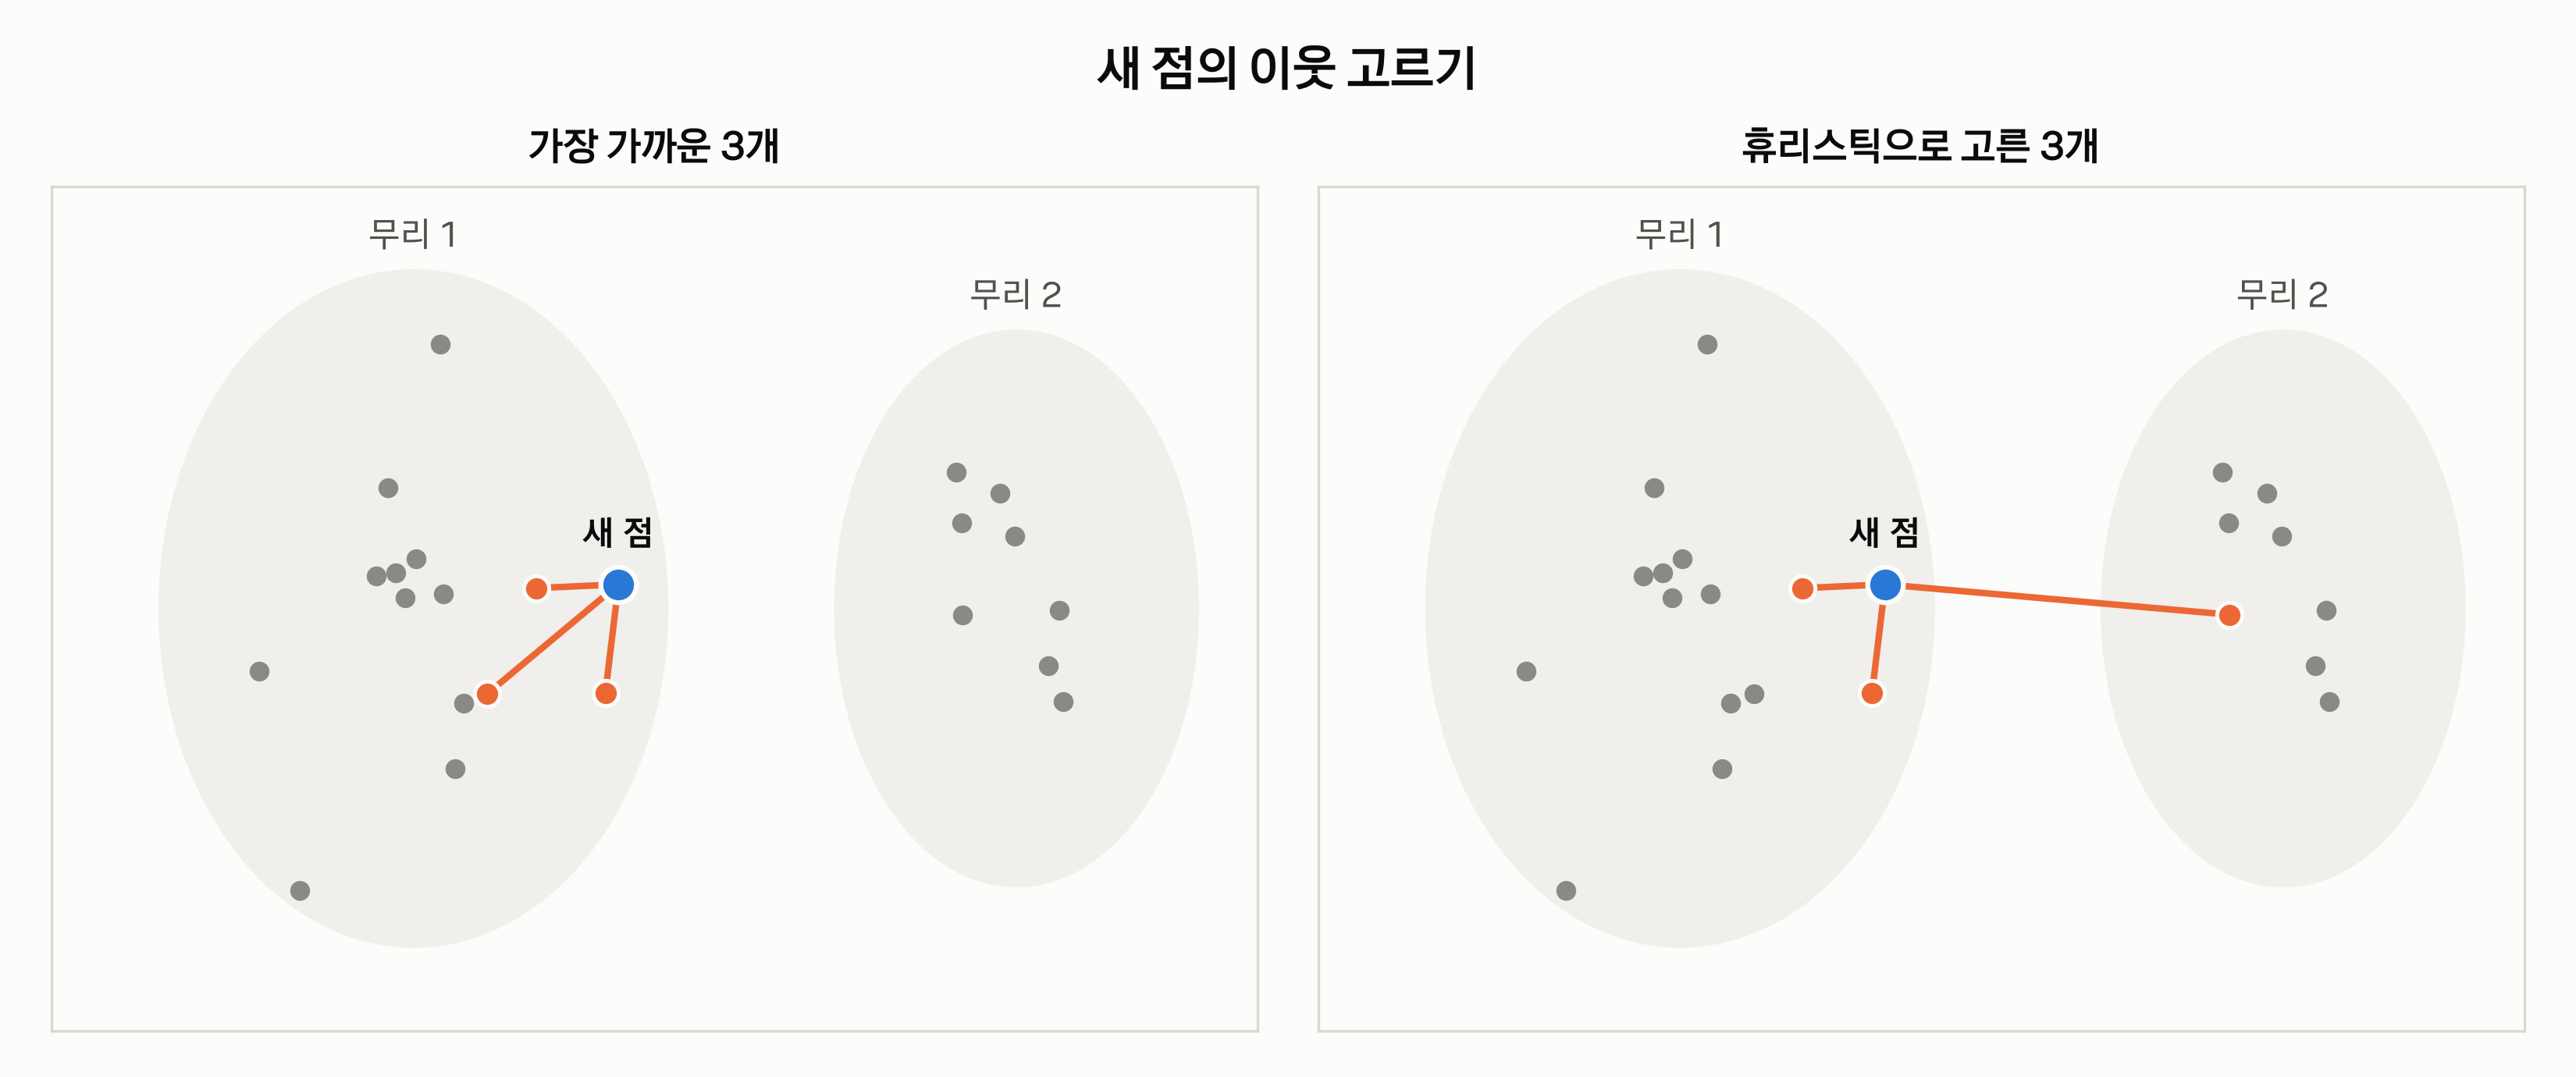 새 점의 이웃 고르기
가장 가까운 3개
무리 1
무리 2
새 점
휴리스틱으로 고른 3개
무리 1
무리 2
새 점